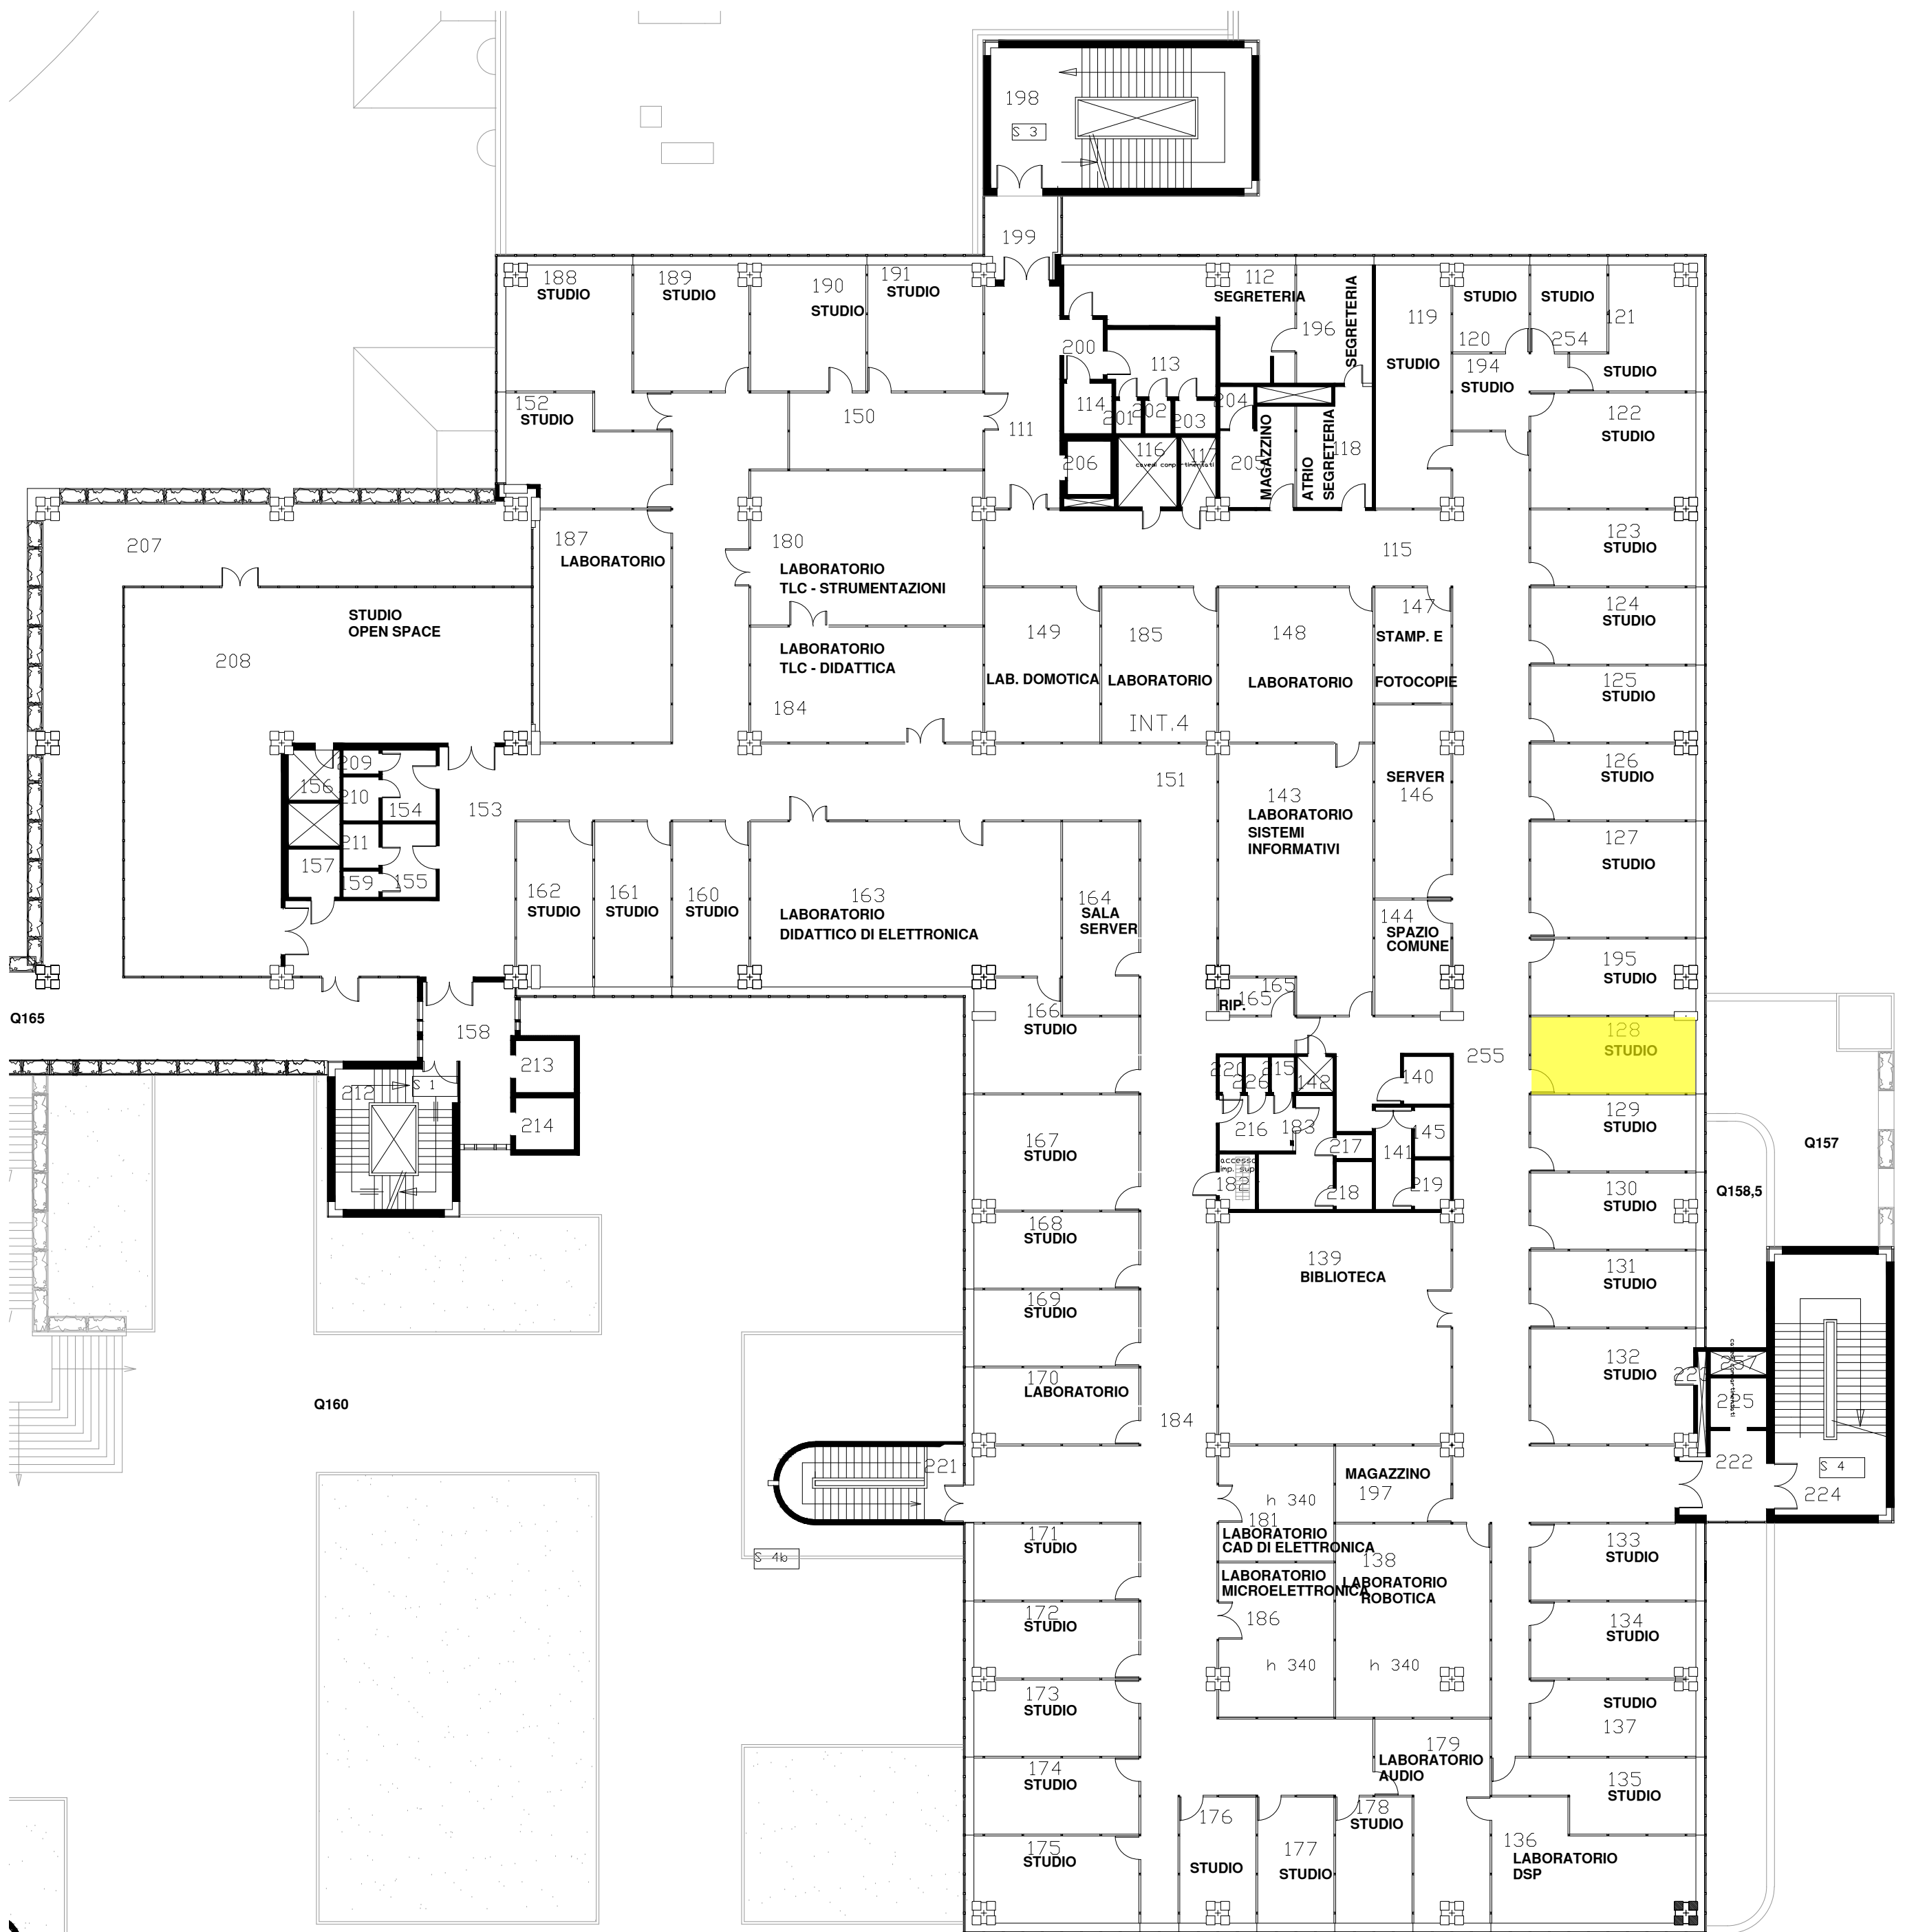 198
S 3
199
188
STUDIO
189
STUDIO
190
STUDIO
191
STUDIO
112
SEGRETERIA
196
SEGRETERIA
119
STUDIO
STUDIO
120
STUDIO
254
121
STUDIO
194
STUDIO
200
113
114
201
202
203
204
152
STUDIO
150
111
206
116
117
205
MAGAZZINO
ATRIO
SEGRETERIA
118
122
STUDIO
207
187
LABORATORIO
180
LABORATORIO
TLC - STRUMENTAZIONI
115
123
STUDIO
STUDIO
OPEN SPACE
208
LABORATORIO
TLC - DIDATTICA
184
149
LAB. DOMOTICA
185
LABORATORIO
INT.4
148
LABORATORIO
147
STAMP. E
FOTOCOPIE
124
STUDIO
125
STUDIO
156
209
210
154
153
211
157
159
155
151
143
LABORATORIO
SISTEMI
INFORMATIVI
SERVER
146
126
STUDIO
127
STUDIO
162
STUDIO
161
STUDIO
160
STUDIO
163
LABORATORIO
DIDATTICO DI ELETTRONICA
164
SALA
SERVER
144
SPAZIO
COMUNE
195
STUDIO
Q165
158
166
STUDIO
RIP.
165
165
255
128
STUDIO
213
212
S 1
214
226
215
142
140
216
183
217
141
145
182
218
219
129
STUDIO
Q157
167
STUDIO
130
STUDIO
Q158,5
168
STUDIO
139
BIBLIOTECA
131
STUDIO
169
STUDIO
132
STUDIO
225
170
LABORATORIO
Q160
184
221
222
S 4
224
MAGAZZINO
197
h 340
181
LABORATORIO
CAD DI ELETTRONICA
171
STUDIO
133
STUDIO
S 4b
138
LABORATORIO
ROBOTICA
LABORATORIO
MICROELETTRONICA
186
172
STUDIO
134
STUDIO
h 340
h 340
173
STUDIO
STUDIO
137
179
LABORATORIO
AUDIO
174
STUDIO
135
STUDIO
176
STUDIO
177
STUDIO
178
STUDIO
136
LABORATORIO
DSP
175
STUDIO